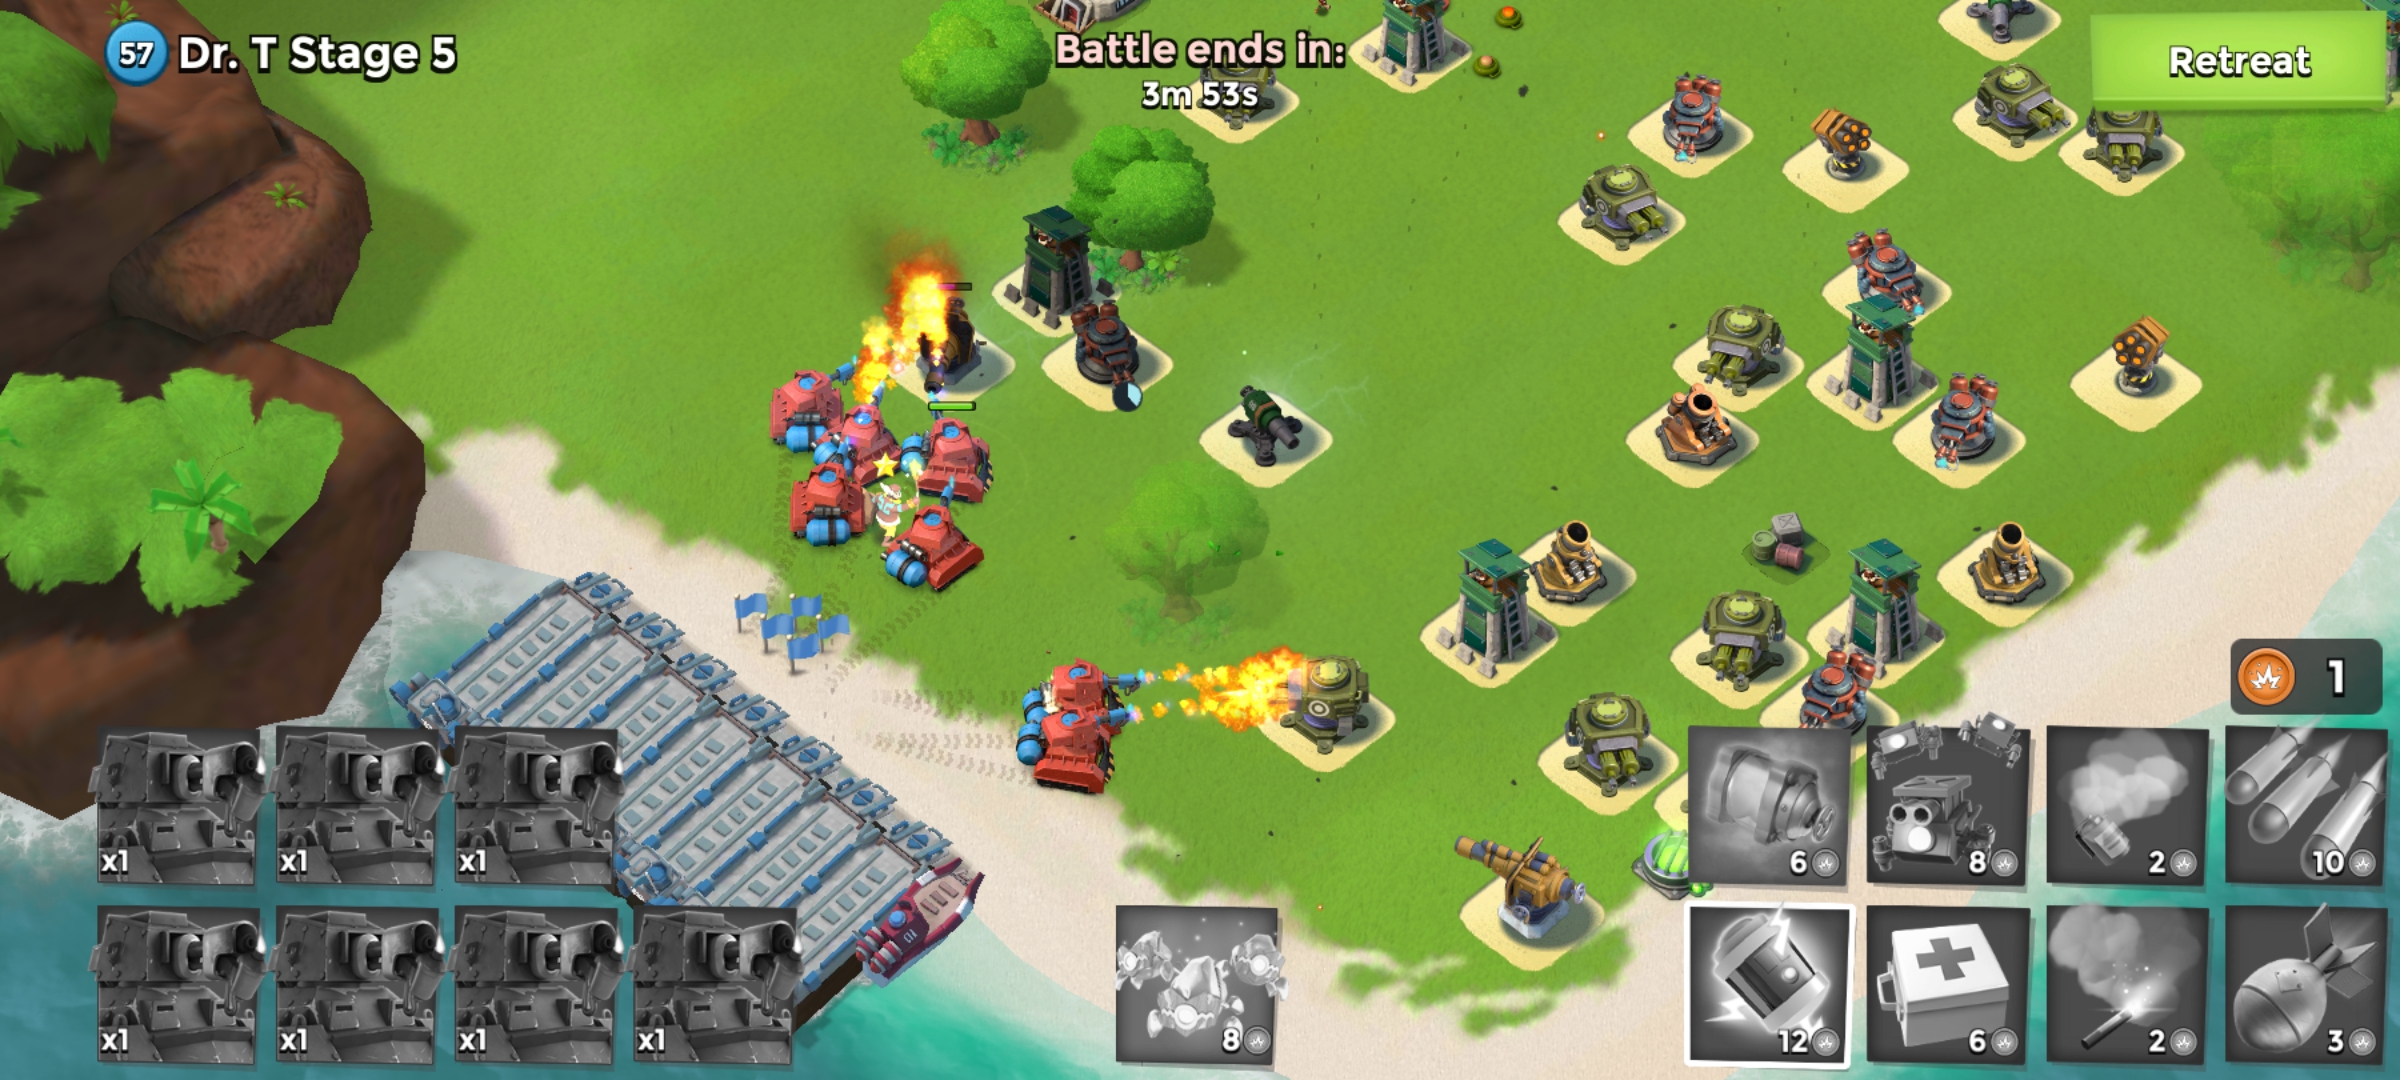 57 Dr. T Stage 5
Battle ends in:
3m 53s
Retreat
1
x1 x1 x1
6 8 2 10
x1 x1 x1 x1
8
12 6 2 3